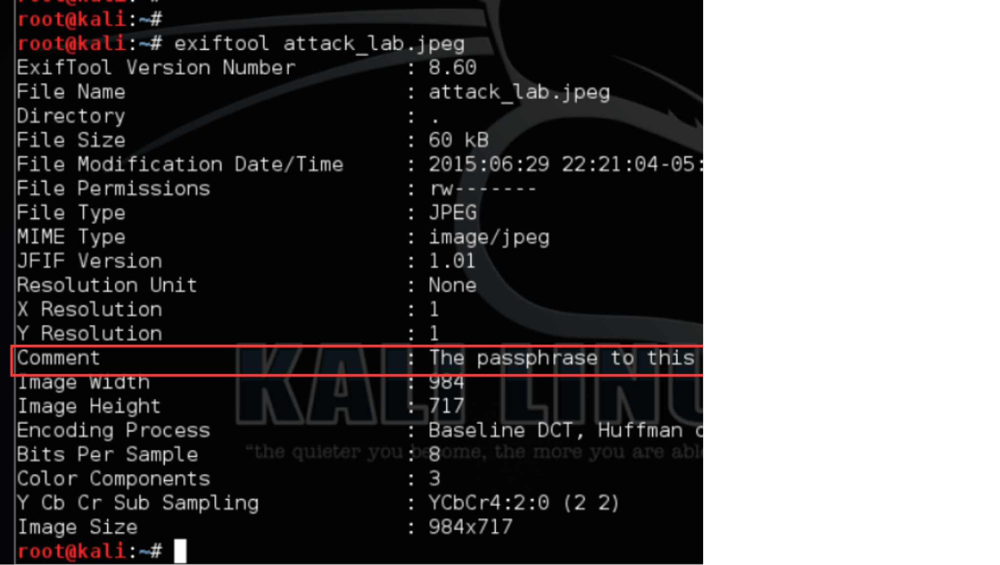 root@kali:~#
root@kali:~# exiftool attack_lab.jpeg
ExifTool Version Number : 8.60
File Name : attack_lab.jpeg
Directory : .
File Size : 60 kB
File Modification Date/Time : 2015:06:29 22:21:04-05:
File Permissions : rw-------
File Type : JPEG
MIME Type : image/jpeg
JFIF Version : 1.01
Resolution Unit : None
X Resolution : 1
Y Resolution : 1
Comment : The passphrase to this
Image Width : 984
Image Height : 717
KALI LINU
Encoding Process : Baseline DCT, Huffman
"the quieter you become, the more you are abl
Bits Per Sample : 8
Color Components : 3
Y Cb Cr Sub Sampling : YCbCr4:2:0 (2 2)
Image Size : 984x717
root@kali:~#